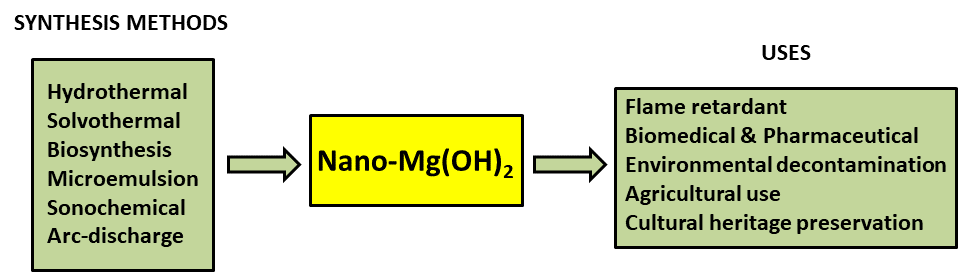 SYNTHESIS METHODS
Hydrothermal
Solvothermal
Biosynthesis
Microemulsion
Sonochemical
Arc-discharge
Nano-Mg(OH)₂
USES
Flame retardant
Biomedical & Pharmaceutical
Environmental decontamination
Agricultural use
Cultural heritage preservation